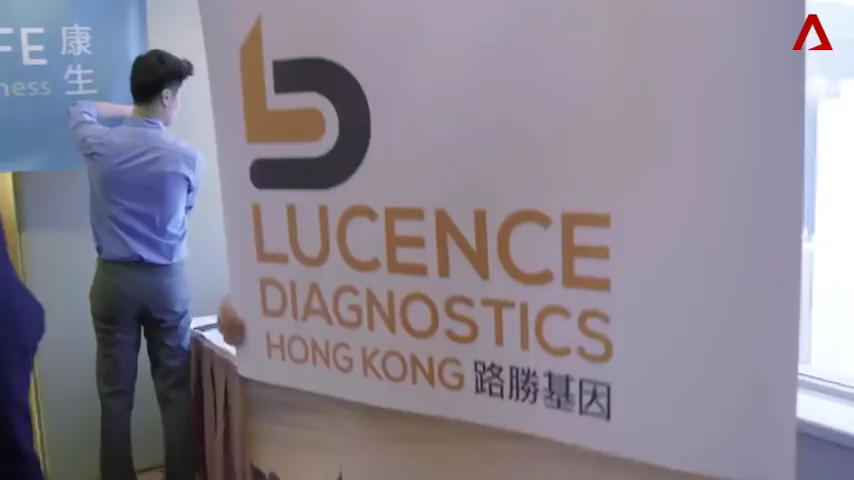 FE 康
ness 生
LUCENCE
DIAGNOSTICS
HONG KONG 路勝基因